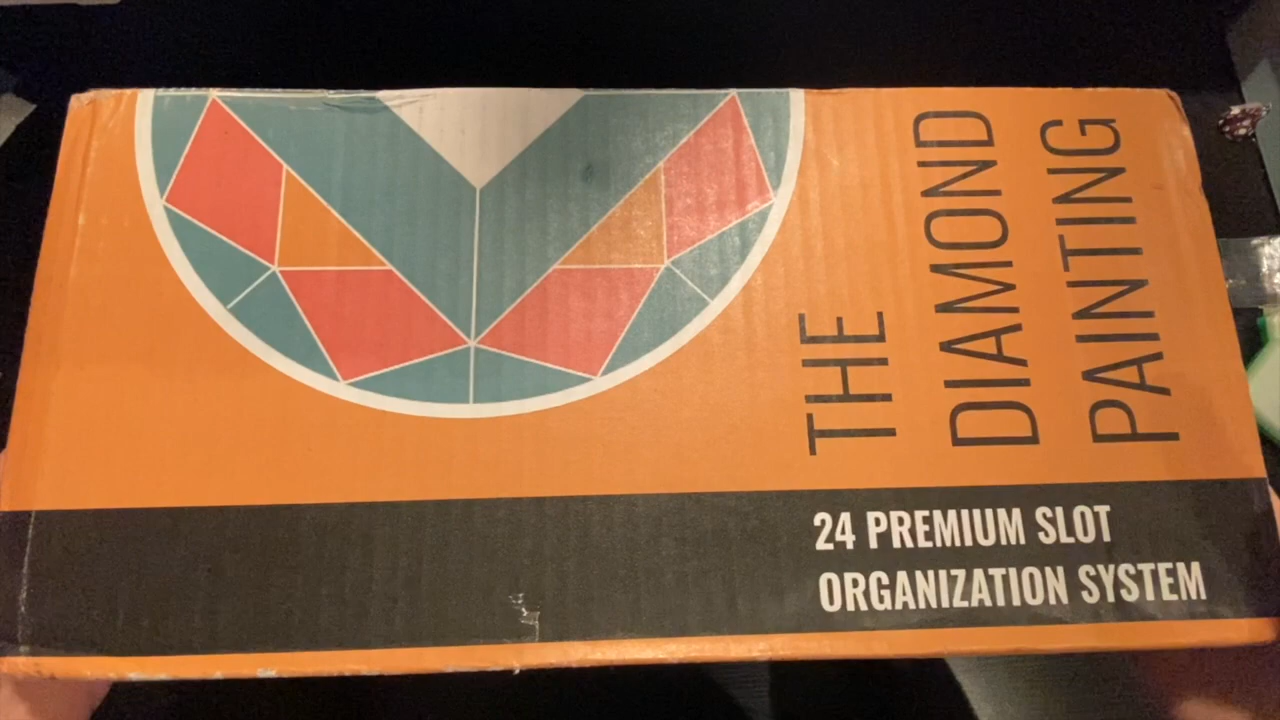 THE
DIAMOND
PAINTING
24 PREMIUM SLOT
ORGANIZATION SYSTEM